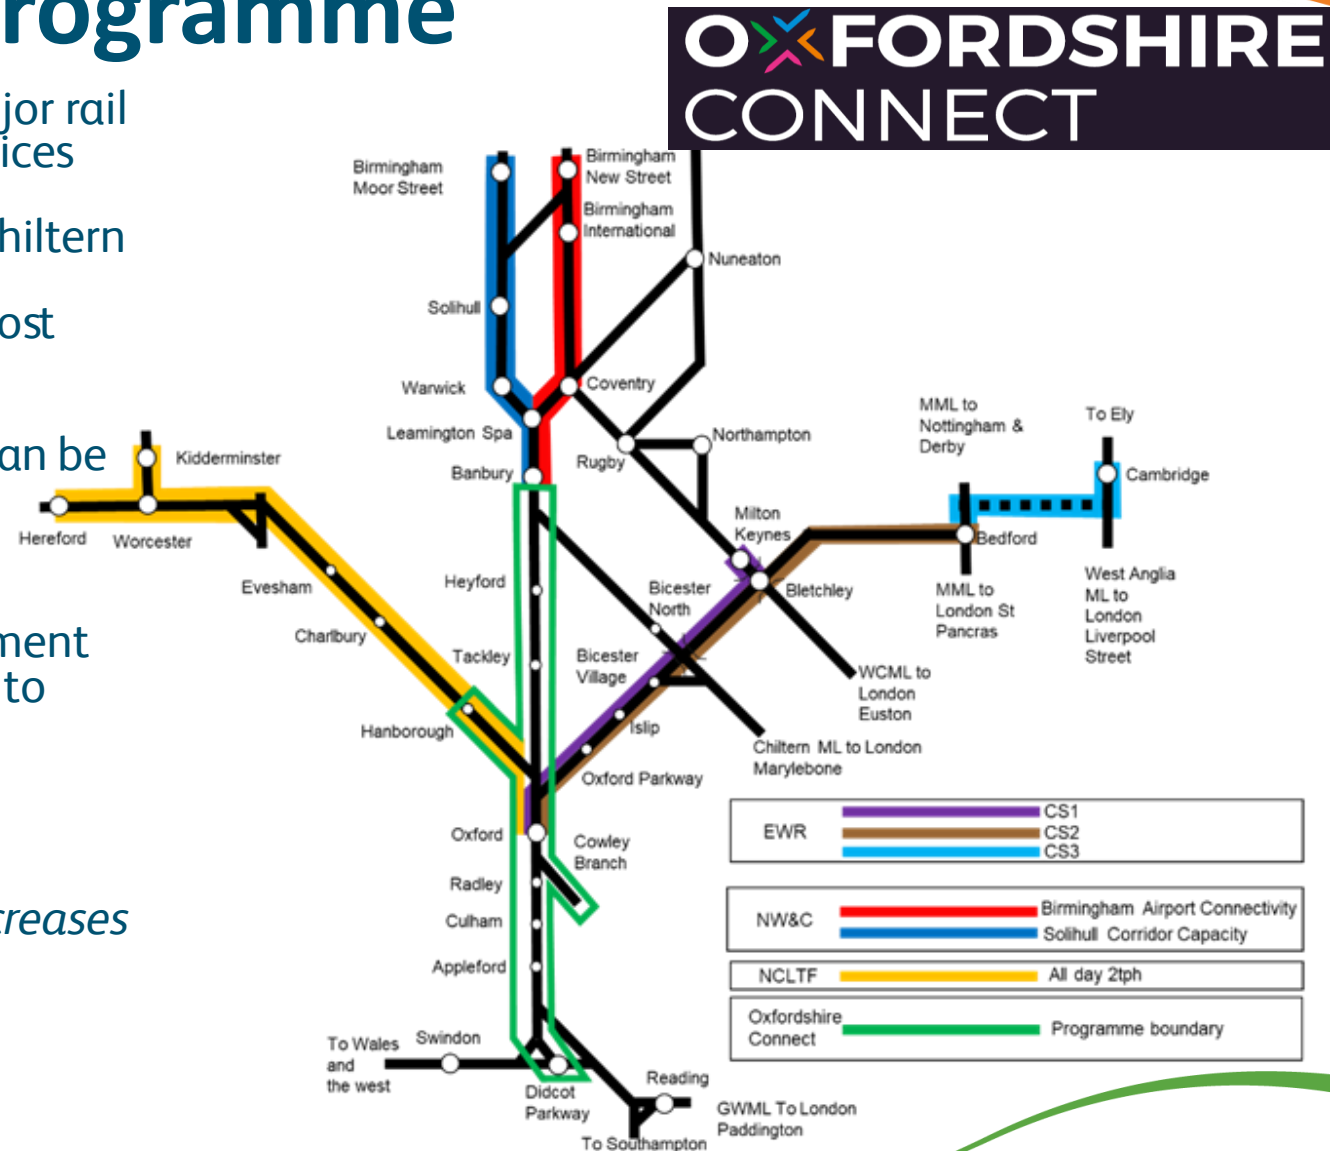 rogramme
OXFORDSHIRE
CONNECT
jor rail
ices
hiltern
ost
an be
ment
to
creases
Birmingham
Moor Street
Birmingham
New Street
Birmingham
International
Nuneaton
Solihull
Warwick
Coventry
Leamington Spa
Banbury
Rugby
Northampton
MML to
Nottingham &
Derby
To Ely
Cambridge
Kidderminster
Hereford
Worcester
Evesham
Charlbury
Hanborough
Milton
Keynes
Bedford
Bletchley
MML to
London St
Pancras
West Anglia
ML to
London
Liverpool
Street
Heyford
Bicester
North
Tackley
Bicester
Village
WCML to
London
Euston
Islip
Chiltern ML to London
Marylebone
Oxford Parkway
Oxford
Cowley
Branch
Radley
Culham
Appleford
To Wales
and
the west
Swindon
Didcot
Parkway
Reading
GWML To London
Paddington
To Southampton
EWR
CS1
CS2
CS3
NW&C
Birmingham Airport Connectivity
Solihull Corridor Capacity
NCLTF
All day 2tph
Oxfordshire
Connect
Programme boundary